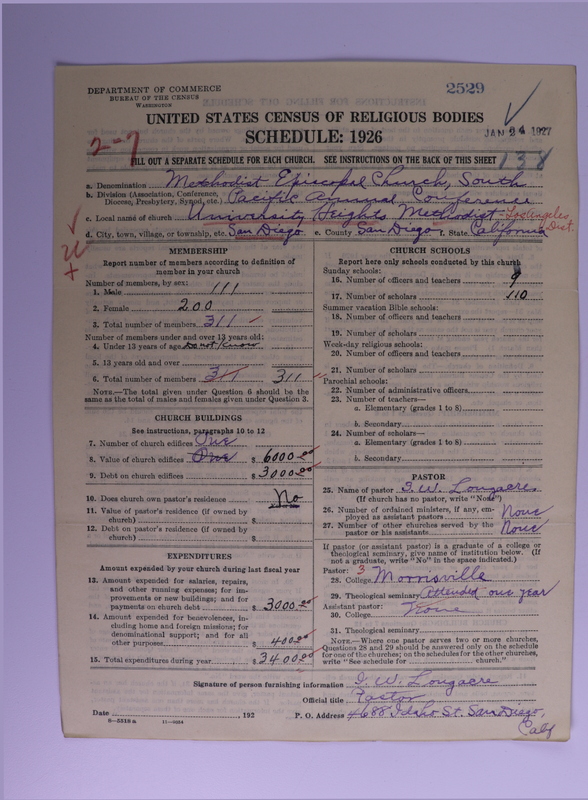 DEPARTMENT OF COMMERCE
BUREAU OF THE CENSUS
WASHINGTON
2529
UNITED STATES CENSUS OF RELIGIOUS BODIES
SCHEDULE: 1926
JAN 24 1927
2-7
138
FILL OUT A SEPARATE SCHEDULE FOR EACH CHURCH. SEE INSTRUCTIONS ON THE BACK OF THIS SHEET
a. Denomination Methodist Episcopal Church, South
b. Division (Association, Conference, Diocese, Presbytery, Synod, etc.) Pacific Annual Conference
c. Local name of church University Heights Methodist - Los Angeles Dist.
d. City, town, village, or township, etc. San Diego e. County San Diego f. State California
MEMBERSHIP
Report number of members according to definition of
member in your church
Number of members, by sex:
1. Male 111
2. Female 200
3. Total number of members 311
Number of members under and over 13 years old:
4. Under 13 years of age Do not know
5. 13 years old and over
6. Total number of members 311 311
NOTE.—The total given under Question 6 should be the
same as the total of males and females given under Question 3.
CHURCH BUILDINGS
See instructions, paragraphs 10 to 12
7. Number of church edifices One
8. Value of church edifices One $ 6000.00
9. Debt on church edifices $ 3000.00
10. Does church own pastor's residence No
11. Value of pastor's residence (if owned by
church) $
12. Debt on pastor's residence (if owned by
church) $
EXPENDITURES
Amount expended by your church during last fiscal year
13. Amount expended for salaries, repairs,
and other running expenses; for im-
provements or new buildings; and for
payments on church debt $ 3000.00
14. Amount expended for benevolences, in-
cluding home and foreign missions; for
denominational support; and for all
other purposes $ 400.00
15. Total expenditures during year $ 3400.00
CHURCH SCHOOLS
Report here only schools conducted by this church
Sunday schools:
16. Number of officers and teachers 9
17. Number of scholars 110
Summer vacation Bible schools:
18. Number of officers and teachers
19. Number of scholars
Week-day religious schools:
20. Number of officers and teachers
21. Number of scholars
Parochial schools:
22. Number of administrative officers
23. Number of teachers—
a. Elementary (grades 1 to 8)
b. Secondary
24. Number of scholars—
(a. Elementary (grades 1 to 8)
b. Secondary
PASTOR
25. Name of pastor I. W. Longacre
(If church has no pastor, write "None")
26. Number of ordained ministers, if any, em-
ployed as assistant pastors None
27. Number of other churches served by the
pastor or his assistants None
If pastor (or assistant pastor) is a graduate of a college or
theological seminary, give name of institution below. (If
not a graduate, write "No" in the space indicated.)
Pastor: 3
28. College Morrisville
29. Theological seminary Attended one year
Assistant pastor: None
30. College
31. Theological seminary
NOTE.—Where one pastor serves two or more churches,
Questions 28 and 29 should be answered only on the schedule
for one of the churches; on the schedules for the other churches,
write "See schedule for church."
Signature of person furnishing information I. W. Longacre
Official title Pastor
Date , 192 P. O. Address 4688 Idaho St. San Diego,
Calif
8-5318a 11-4064